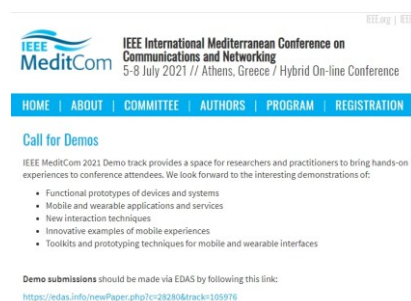 IEEE.org | IEE
IEEE
MeditCom
IEEE International Mediterranean Conference on
Communications and Networking
5-8 July 2021 // Athens, Greece / Hybrid On-line Conference
HOME | ABOUT | COMMITTEE | AUTHORS | PROGRAM | REGISTRATION
Call for Demos
IEEE MeditCom 2021 Demo track provides a space for researchers and practitioners to bring hands-on
experiences to conference attendees. We look forward to the interesting demonstrations of:
• Functional prototypes of devices and systems
• Mobile and wearable applications and services
• New interaction techniques
• Innovative examples of mobile experiences
• Toolkits and prototyping techniques for mobile and wearable interfaces
Demo submissions should be made via EDAS by following this link:
https://edas.info/newPaper.php?c=28280&track=105976